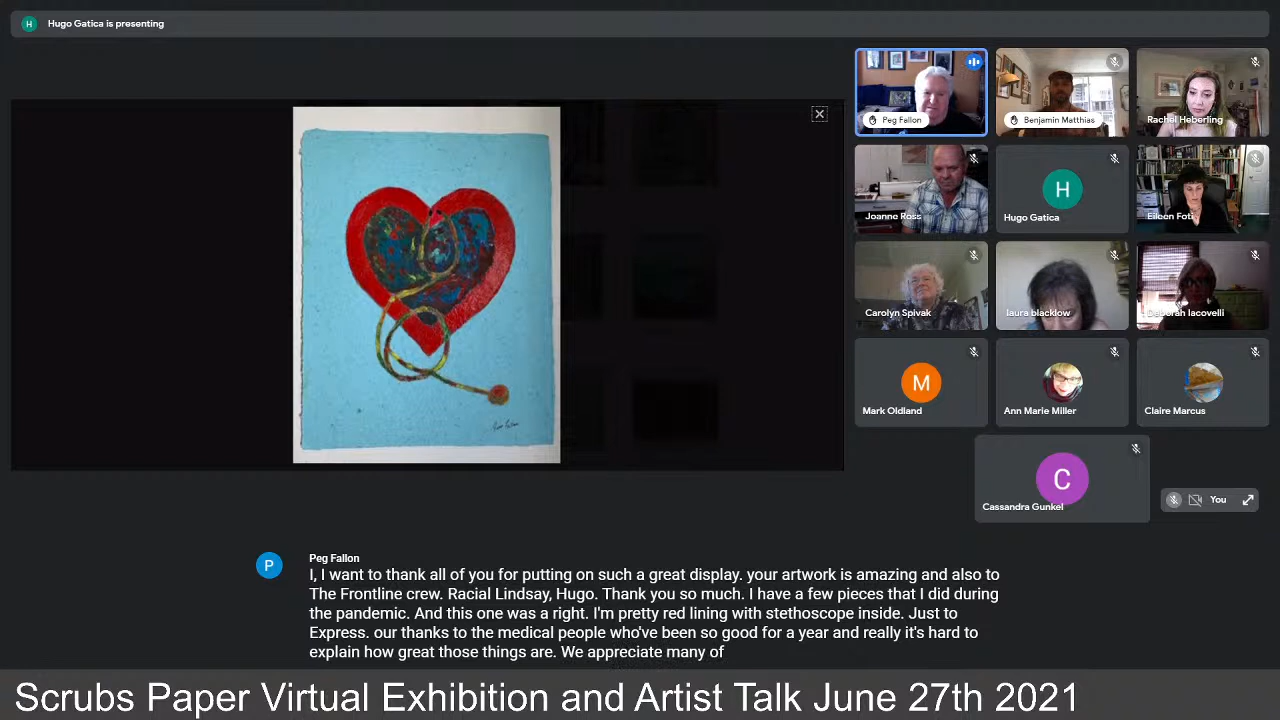 H
Hugo Gatica is presenting
Peg Fallon
Benjamin Matthias
Rachel Heberling
Joanne Ross
H
Hugo Gatica
Eileen Foti
Carolyn Spivak
laura blacklow
Deborah Iacovelli
M
Mark Oldland
Ann Marie Miller
Claire Marcus
C
Cassandra Gunkel
You
P
Peg Fallon
I, I want to thank all of you for putting on such a great display. your artwork is amazing and also to
The Frontline crew. Racial Lindsay, Hugo. Thank you so much. I have a few pieces that I did during
the pandemic. And this one was a right. I'm pretty red lining with stethoscope inside. Just to
Express. our thanks to the medical people who've been so good for a year and really it's hard to
explain how great those things are. We appreciate many of
Scrubs Paper Virtual Exhibition and Artist Talk June 27th 2021